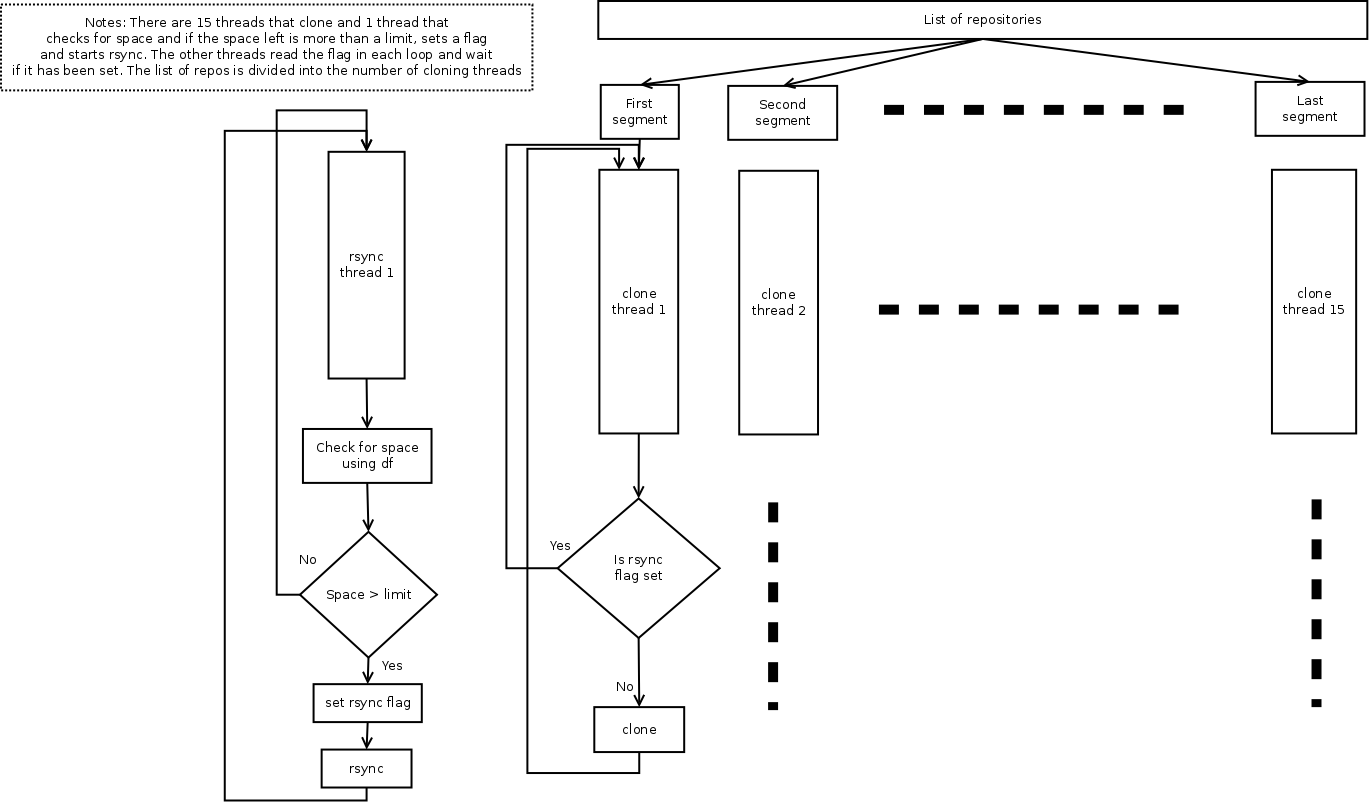 Notes: There are 15 threads that clone and 1 thread that
checks for space and if the space left is more than a limit, sets a flag
and starts rsync. The other threads read the flag in each loop and wait
if it has been set. The list of repos is divided into the number of cloning threads
List of repositories
First
segment
Second
segment
Last
segment
rsync
thread 1
clone
thread 1
clone
thread 2
clone
thread 15
Check for space
using df
No
Space > limit
Yes
set rsync flag
rsync
Yes
Is rsync
flag set
No
clone